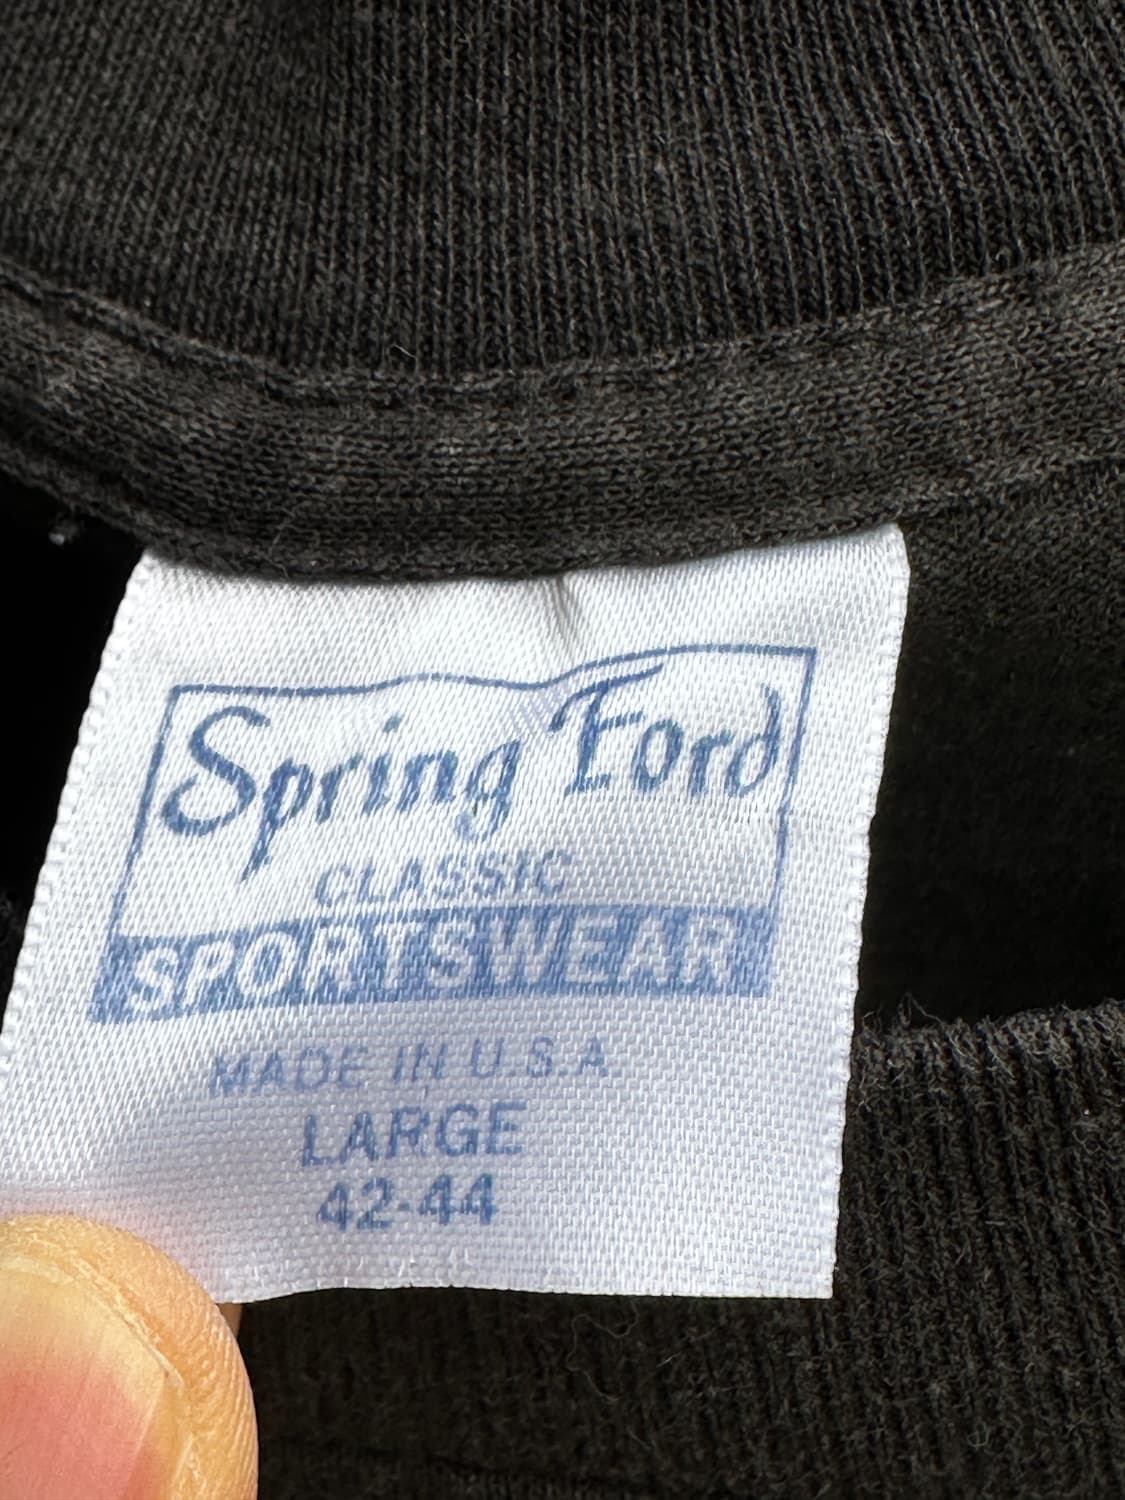 Spring Ford
CLASSIC
SPORTSWEAR
MADE IN U.S.A
LARGE
42-44